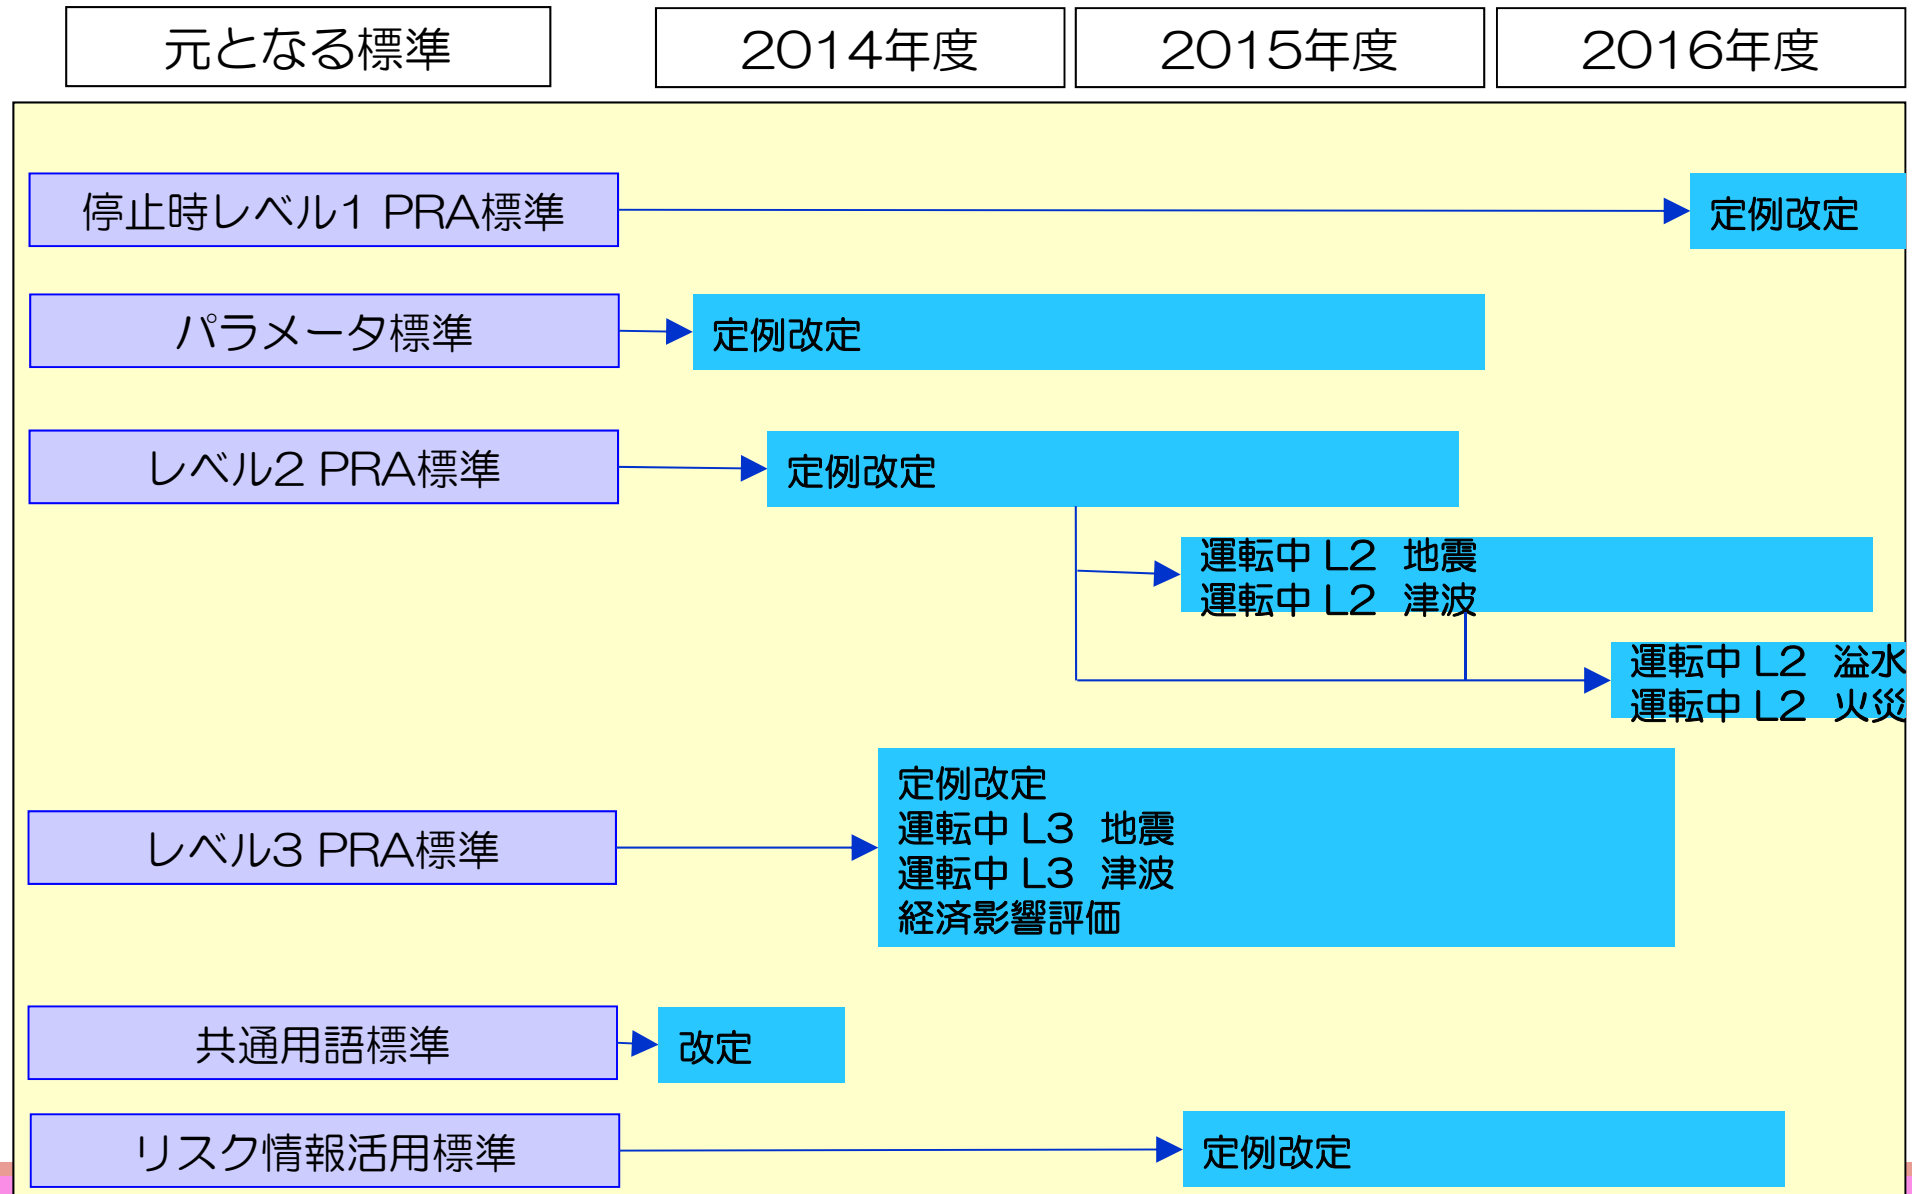 元となる標準
2014年度
2015年度
2016年度
停止時レベル1 PRA標準
定例改定
パラメータ標準
定例改定
レベル2 PRA標準
定例改定
運転中 L2 地震
運転中 L2 津波
運転中 L2 溢水
運転中 L2 火災
レベル3 PRA標準
定例改定
運転中 L3 地震
運転中 L3 津波
経済影響評価
共通用語標準
改定
リスク情報活用標準
定例改定